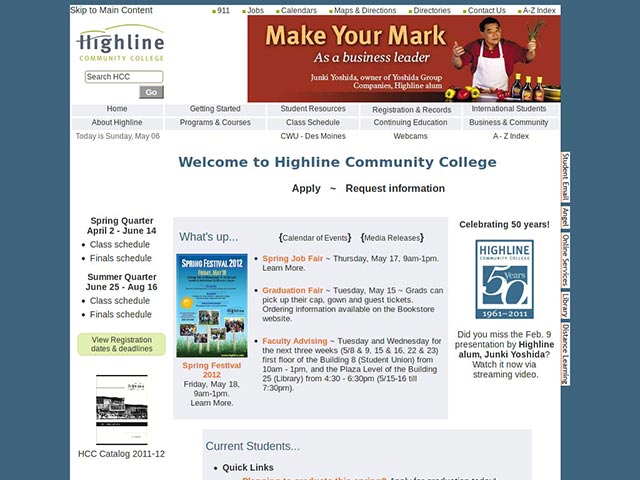 Skip to Main Content
911
Jobs
Calendars
Maps & Directions
Directories
Contact Us
A-Z Index
Highline
COMMUNITY COLLEGE
Search HCC
Go
Make Your Mark
As a business leader
Junki Yoshida, owner of Yoshida Group
Companies, Highline alum
Home
Getting Started
Student Resources
Registration & Records
International Students
About Highline
Programs & Courses
Class Schedule
Continuing Education
Business & Community
Today is Sunday, May 06
CWU - Des Moines
Webcams
A - Z Index
Welcome to Highline Community College
Apply ~ Request information
Student Email
Angel
Online Services
Library
Distance Learning
Spring Quarter
April 2 - June 14
Class schedule
Finals schedule
Summer Quarter
June 25 - Aug 16
Class schedule
Finals schedule
View Registration
dates & deadlines
HCC Catalog 2011-12
What's up...
{Calendar of Events} {Media Releases}
SPRING FESTIVAL 2012
FRIDAY, MAY 18
Spring Festival
2012
Friday, May 18,
9am-1pm.
Learn More.
Spring Job Fair ~ Thursday, May 17, 9am-1pm.
Learn More.
Graduation Fair ~ Tuesday, May 15 ~ Grads can
pick up their cap, gown and guest tickets.
Ordering information available on the Bookstore
website.
Faculty Advising ~ Tuesday and Wednesday for
the next three weeks (5/8 & 9, 15 & 16, 22 & 23)
first floor of the Building 8 (Student Union) from
10am - 1pm, and the Plaza Level of the Building
25 (Library) from 4:30 - 6:30pm (5/15-16 till
7:30pm).
Celebrating 50 years!
HIGHLINE
COMMUNITY COLLEGE
50 Years
1961-2011
Did you miss the Feb. 9
presentation by Highline
alum, Junki Yoshida?
Watch it now via
streaming video.
Current Students...
Quick Links
Planning to graduate this spring? Apply for graduation today!